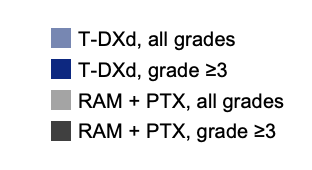 T-DXd, all grades
T-DXd, grade ≥3
RAM + PTX, all grades
RAM + PTX, grade ≥3